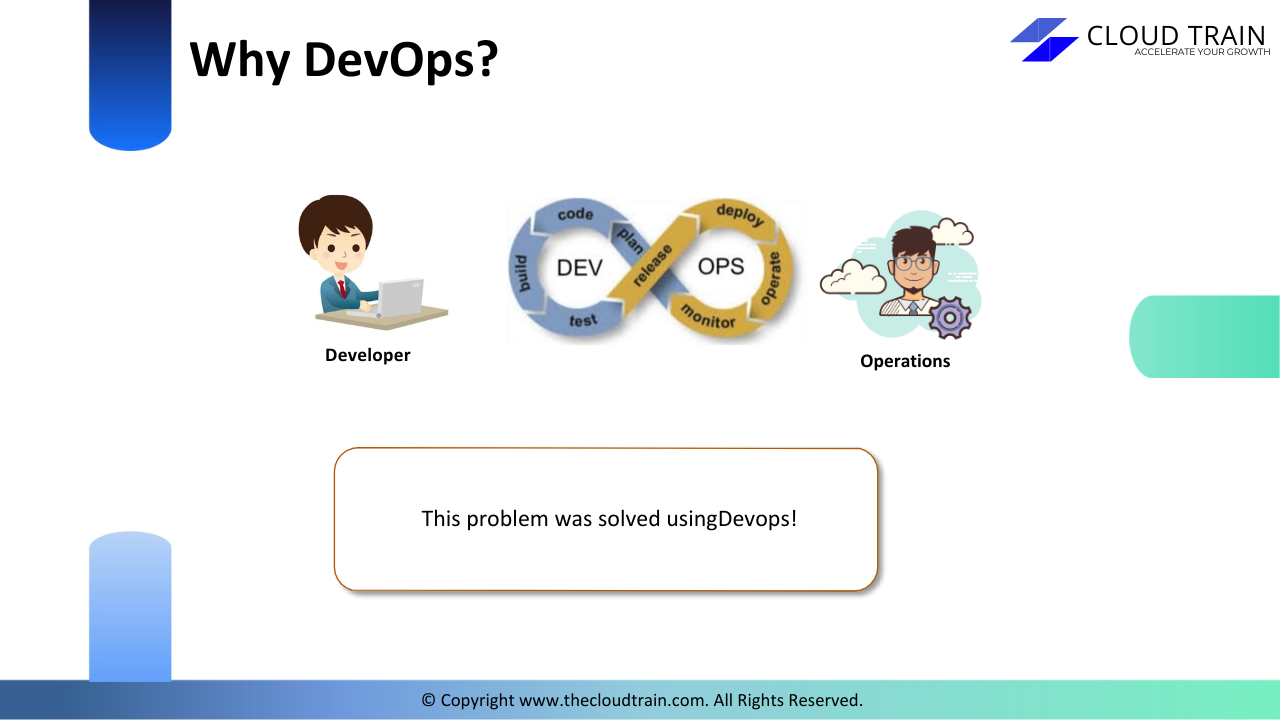 Why DevOps?
CLOUD TRAIN
ACCELERATE YOUR GROWTH
code
plan
build
DEV
test
release
deploy
OPS
operate
monitor
Developer
Operations
This problem was solved usingDevops!
© Copyright www.thecloudtrain.com. All Rights Reserved.